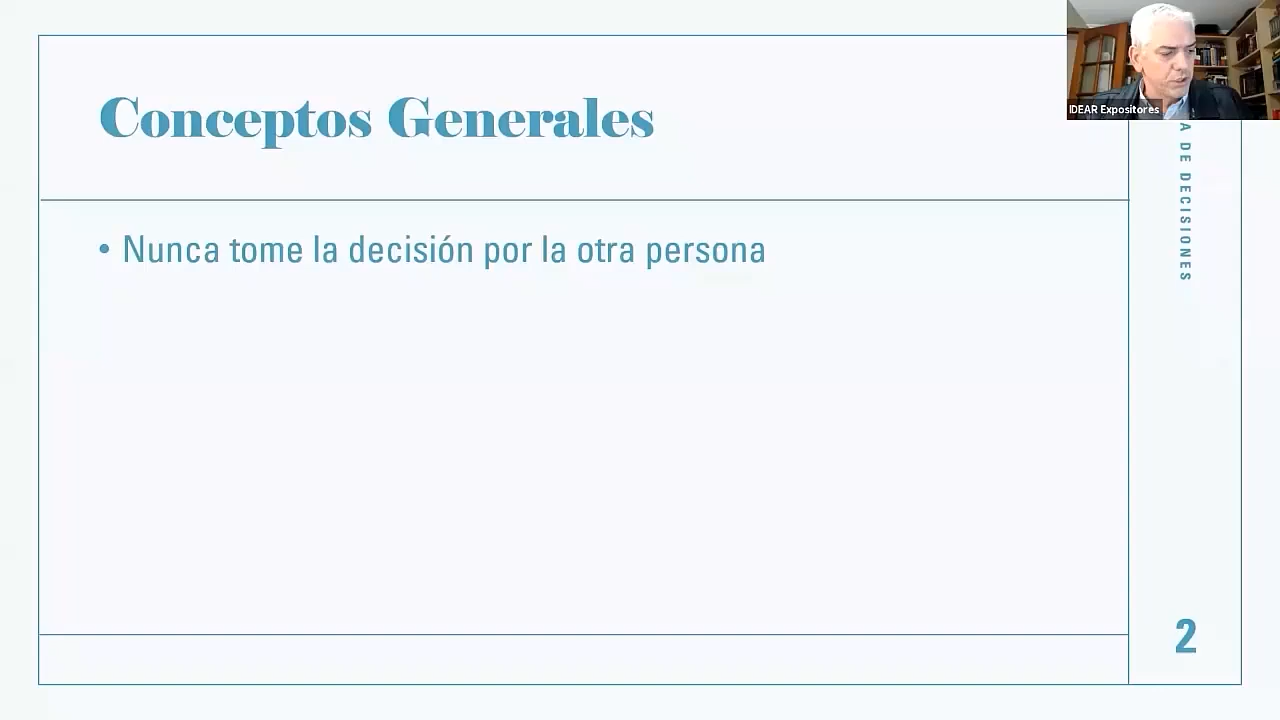 Conceptos Generales
• Nunca tome la decisión por la otra persona
IDEAR Expositores
A DE DECISIONES
2